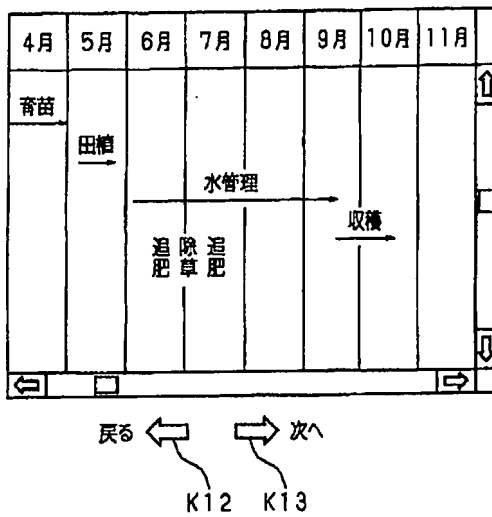 4月 5月 6月 7月 8月 9月 10月 11月
育苗
田植
水管理
収穫
追肥 除草 追肥
戻る 次へ
K12 K13